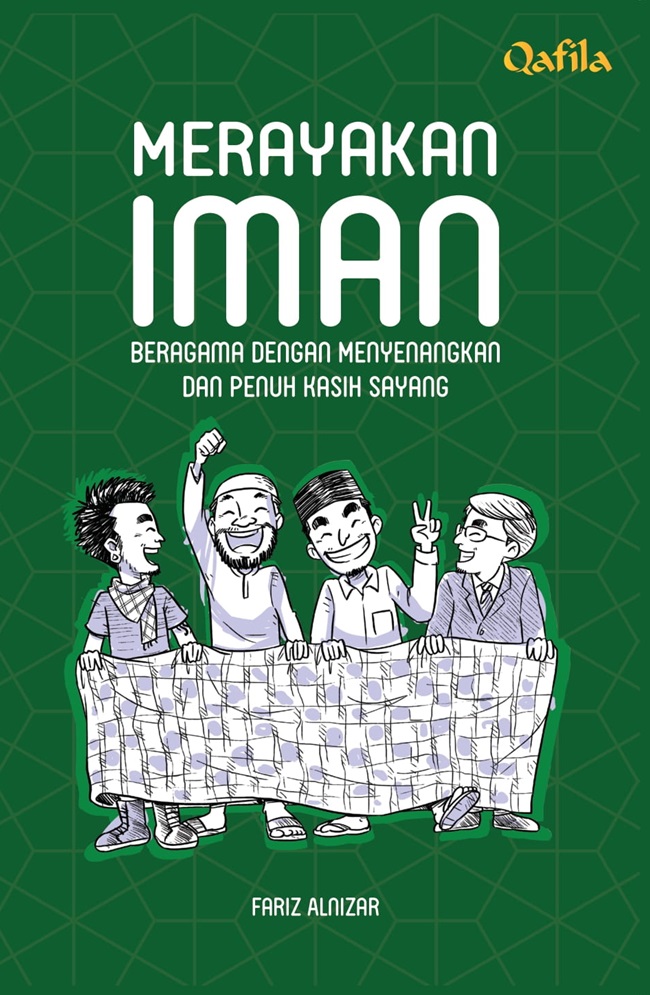 Qafila
MERAYAKAN
IMAN
BERAGAMA DENGAN MENYENANGKAN
DAN PENUH KASIH SAYANG
FARIZ ALNIZAR